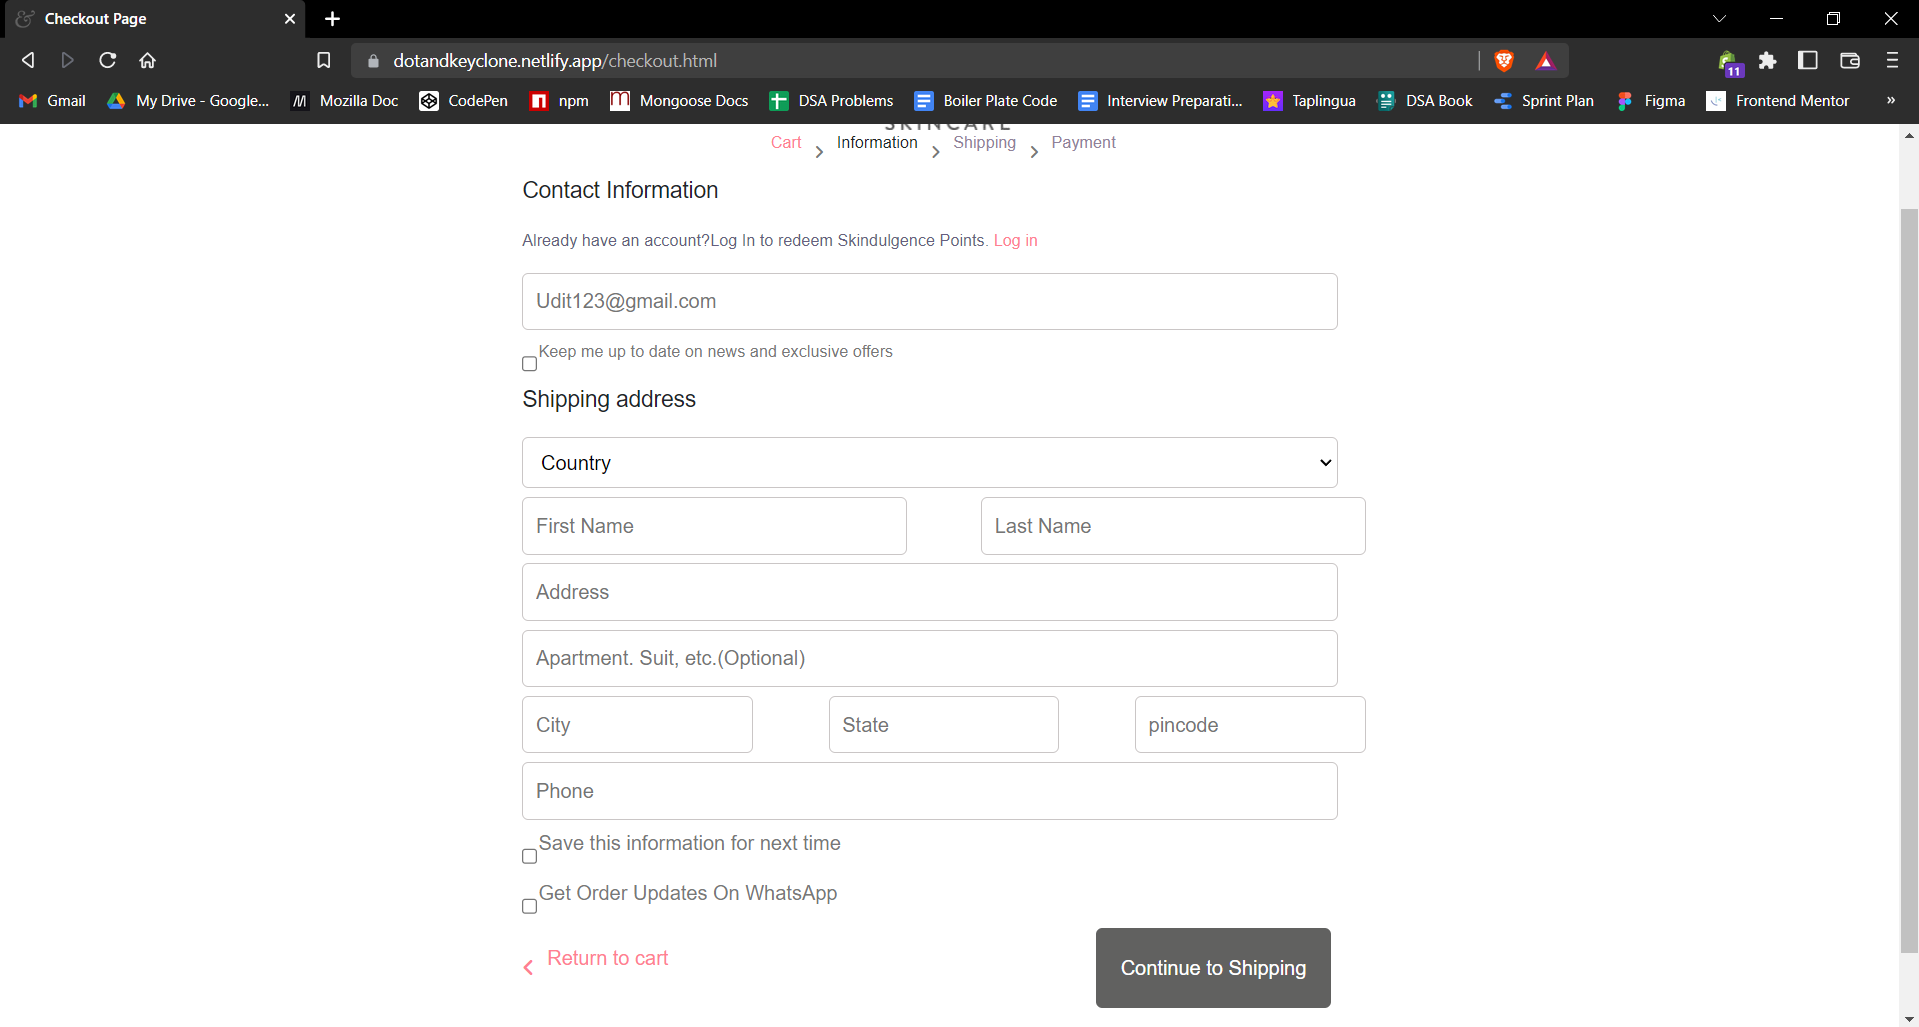 Checkout Page
dotandkeyclone.netlify.app/checkout.html
11
Gmail My Drive - Google... Mozilla Doc CodePen npm Mongoose Docs DSA Problems Boiler Plate Code Interview Preparati... Taplingua DSA Book Sprint Plan Figma Frontend Mentor »
SKINCARE
Cart Information Shipping Payment
Contact Information
Already have an account?Log In to redeem Skindulgence Points. Log in
Udit123@gmail.com
Keep me up to date on news and exclusive offers
Shipping address
Country
First Name Last Name
Address
Apartment. Suit, etc.(Optional)
City State pincode
Phone
Save this information for next time
Get Order Updates On WhatsApp
Return to cart
Continue to Shipping